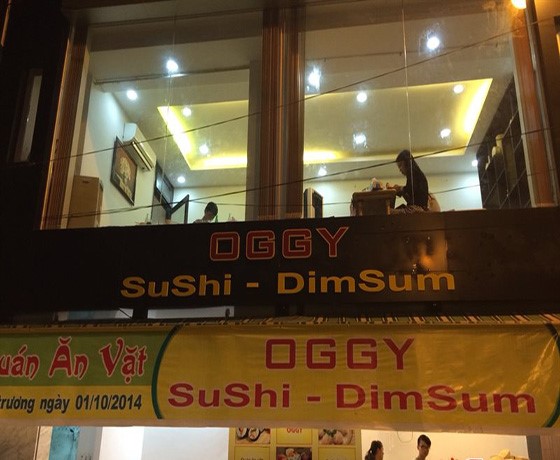 OGGY
SuShi - DimSum
uán Ăn Vặt
trương ngày 01/10/2014
OGGY
SuShi - DimSum